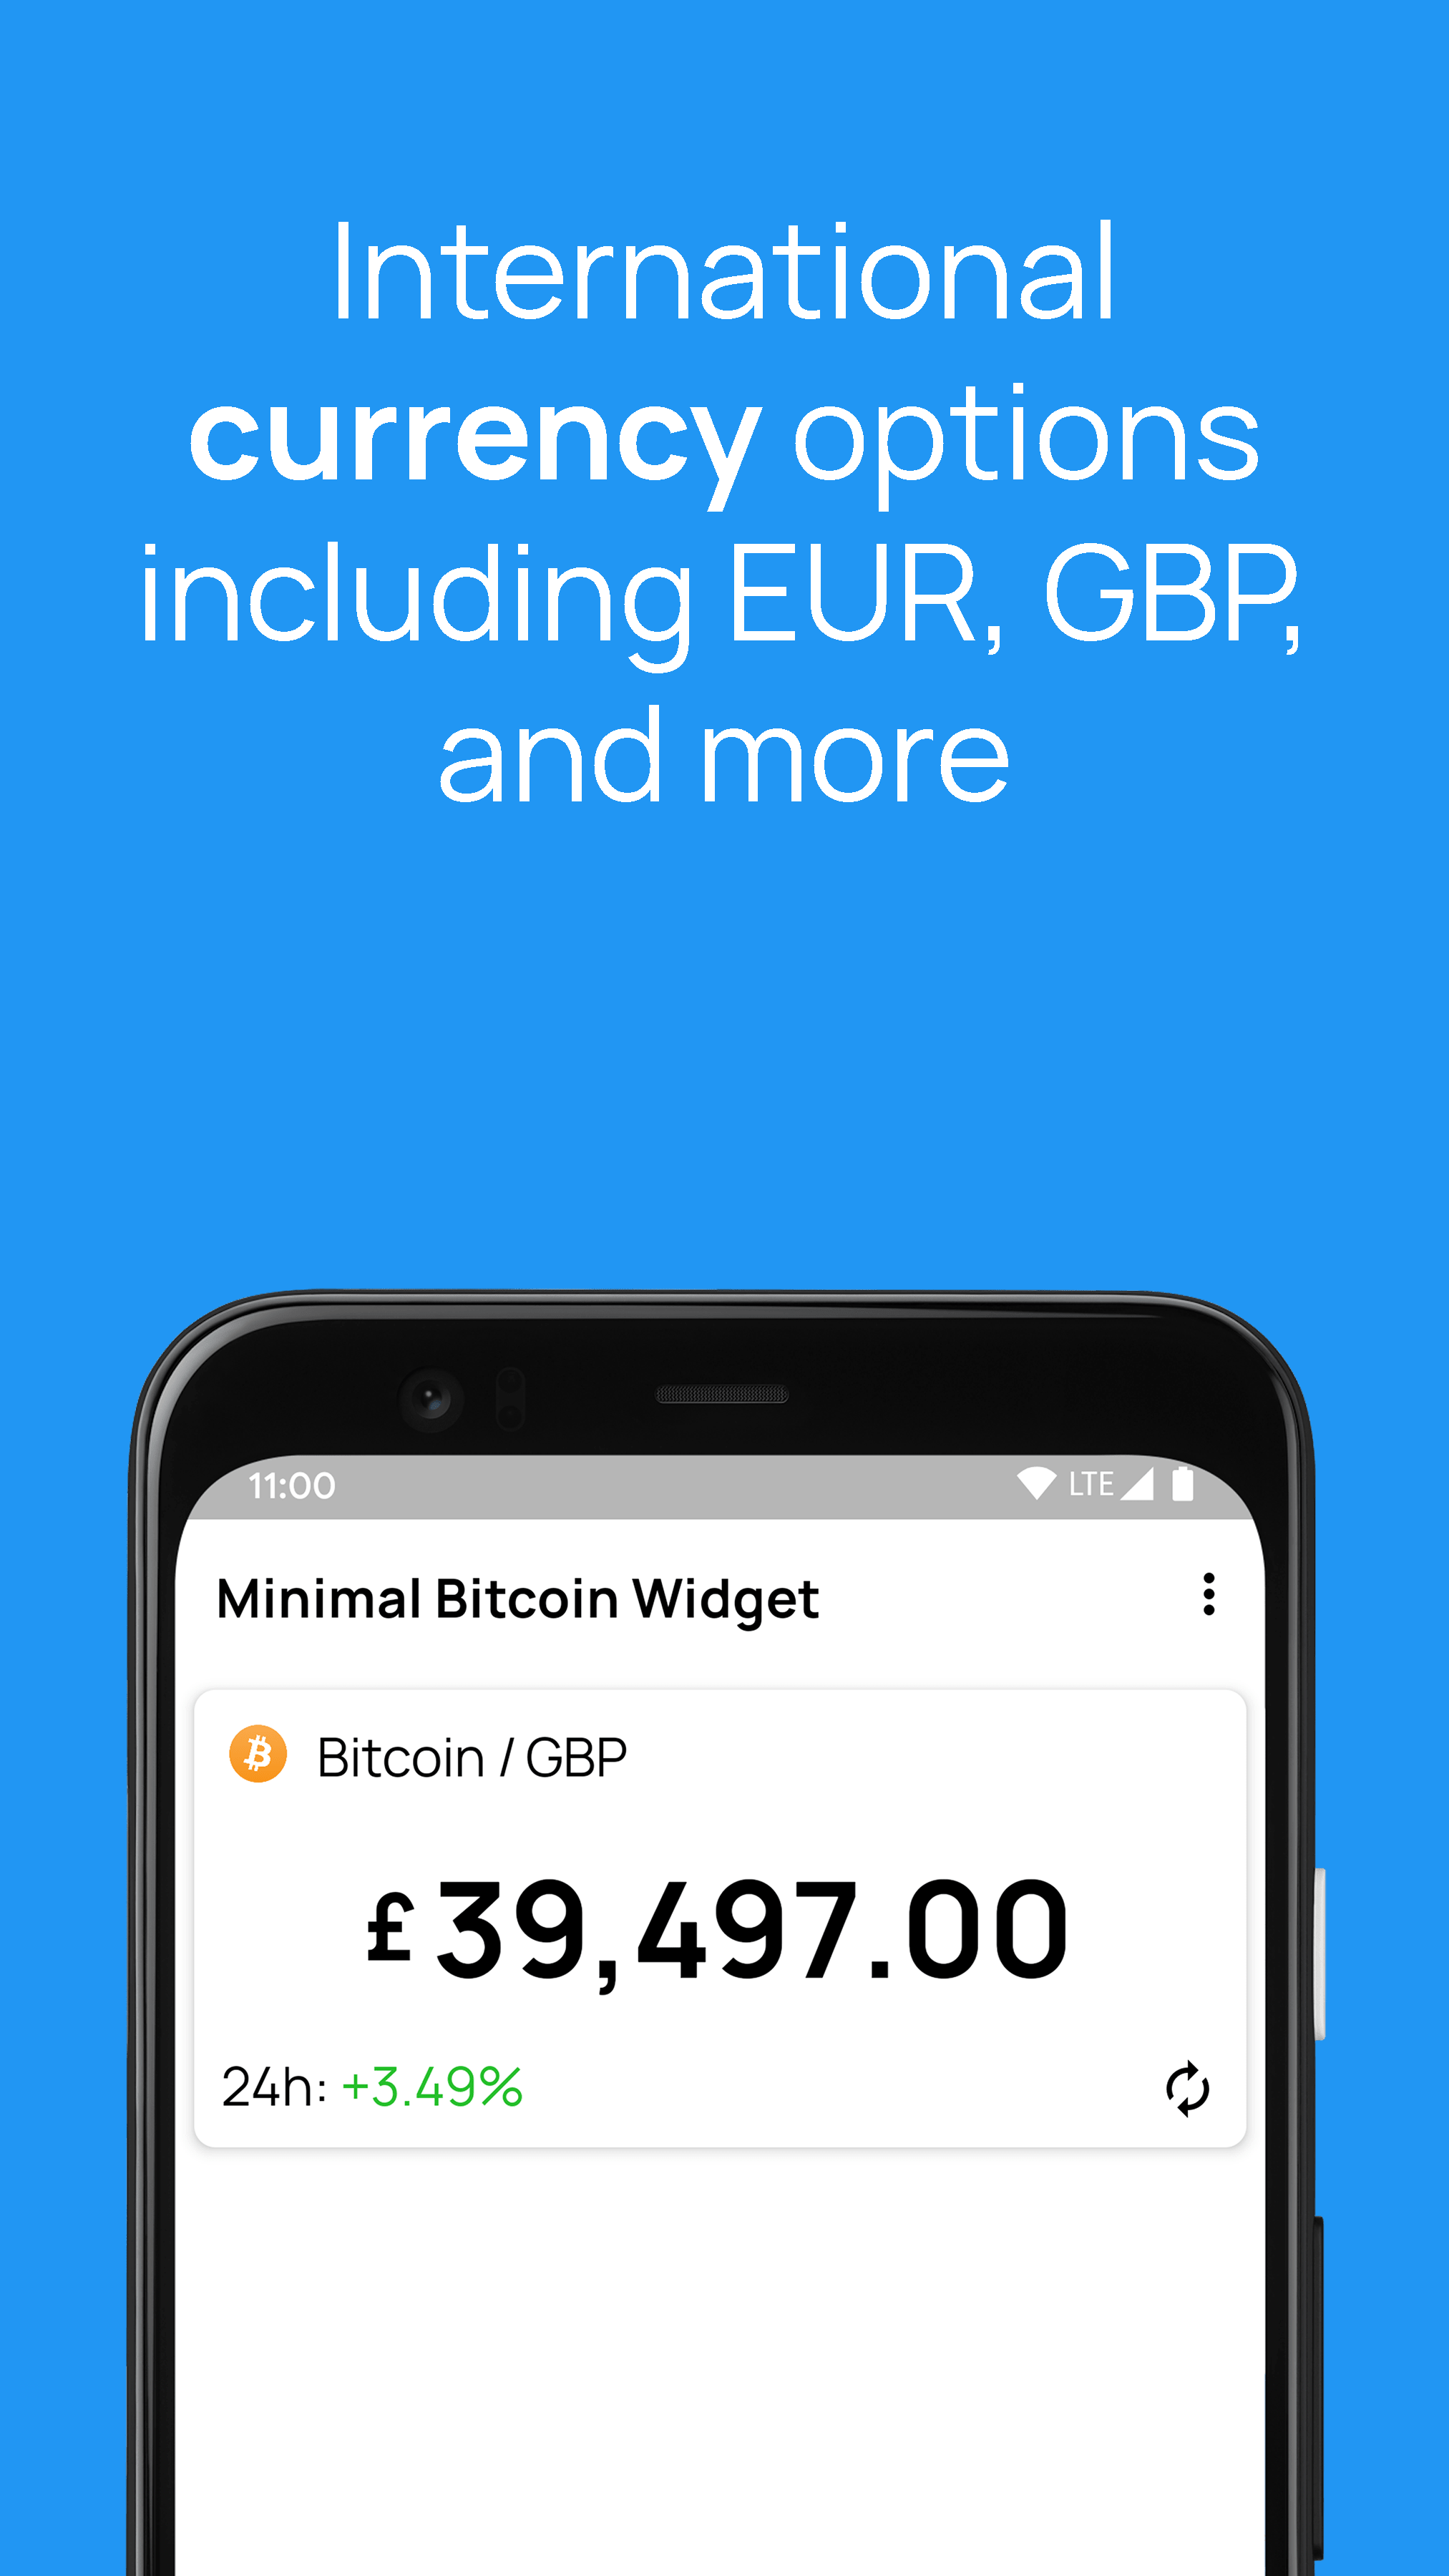 International
currency options
including EUR, GBP,
and more
11:00 LTE
Minimal Bitcoin Widget
Bitcoin / GBP
£39,497.00
24h: +3.49%